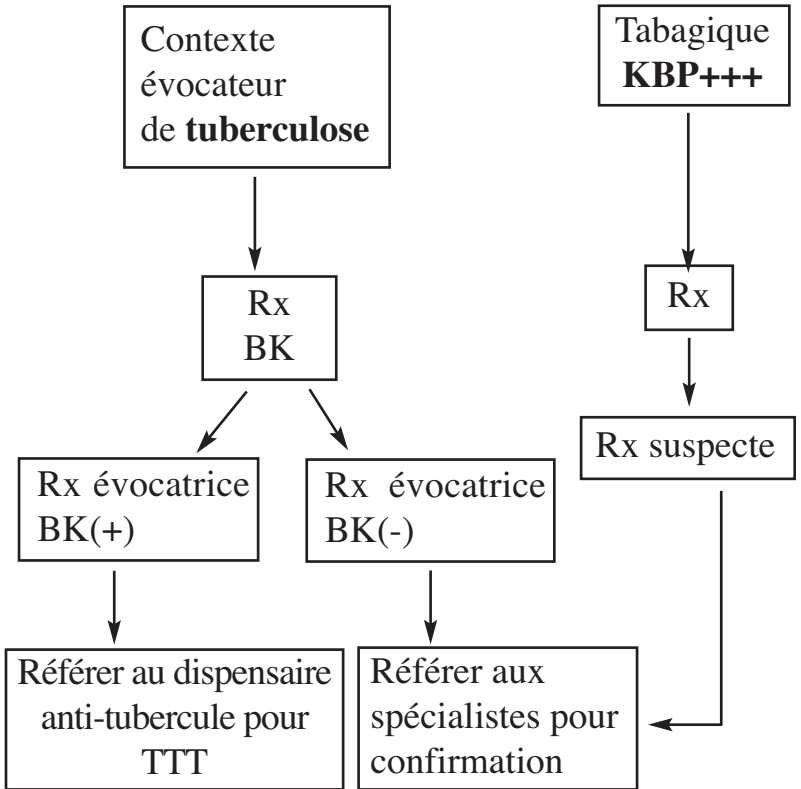 Contexte
évocateur
de tuberculose
Tabagique
KBP+++
Rx
BK
Rx
Rx suspecte
Rx évocatrice
BK(+)
Rx évocatrice
BK(-)
Référer au dispensaire
anti-tubercule pour
TTT
Référer aux
spécialistes pour
confirmation